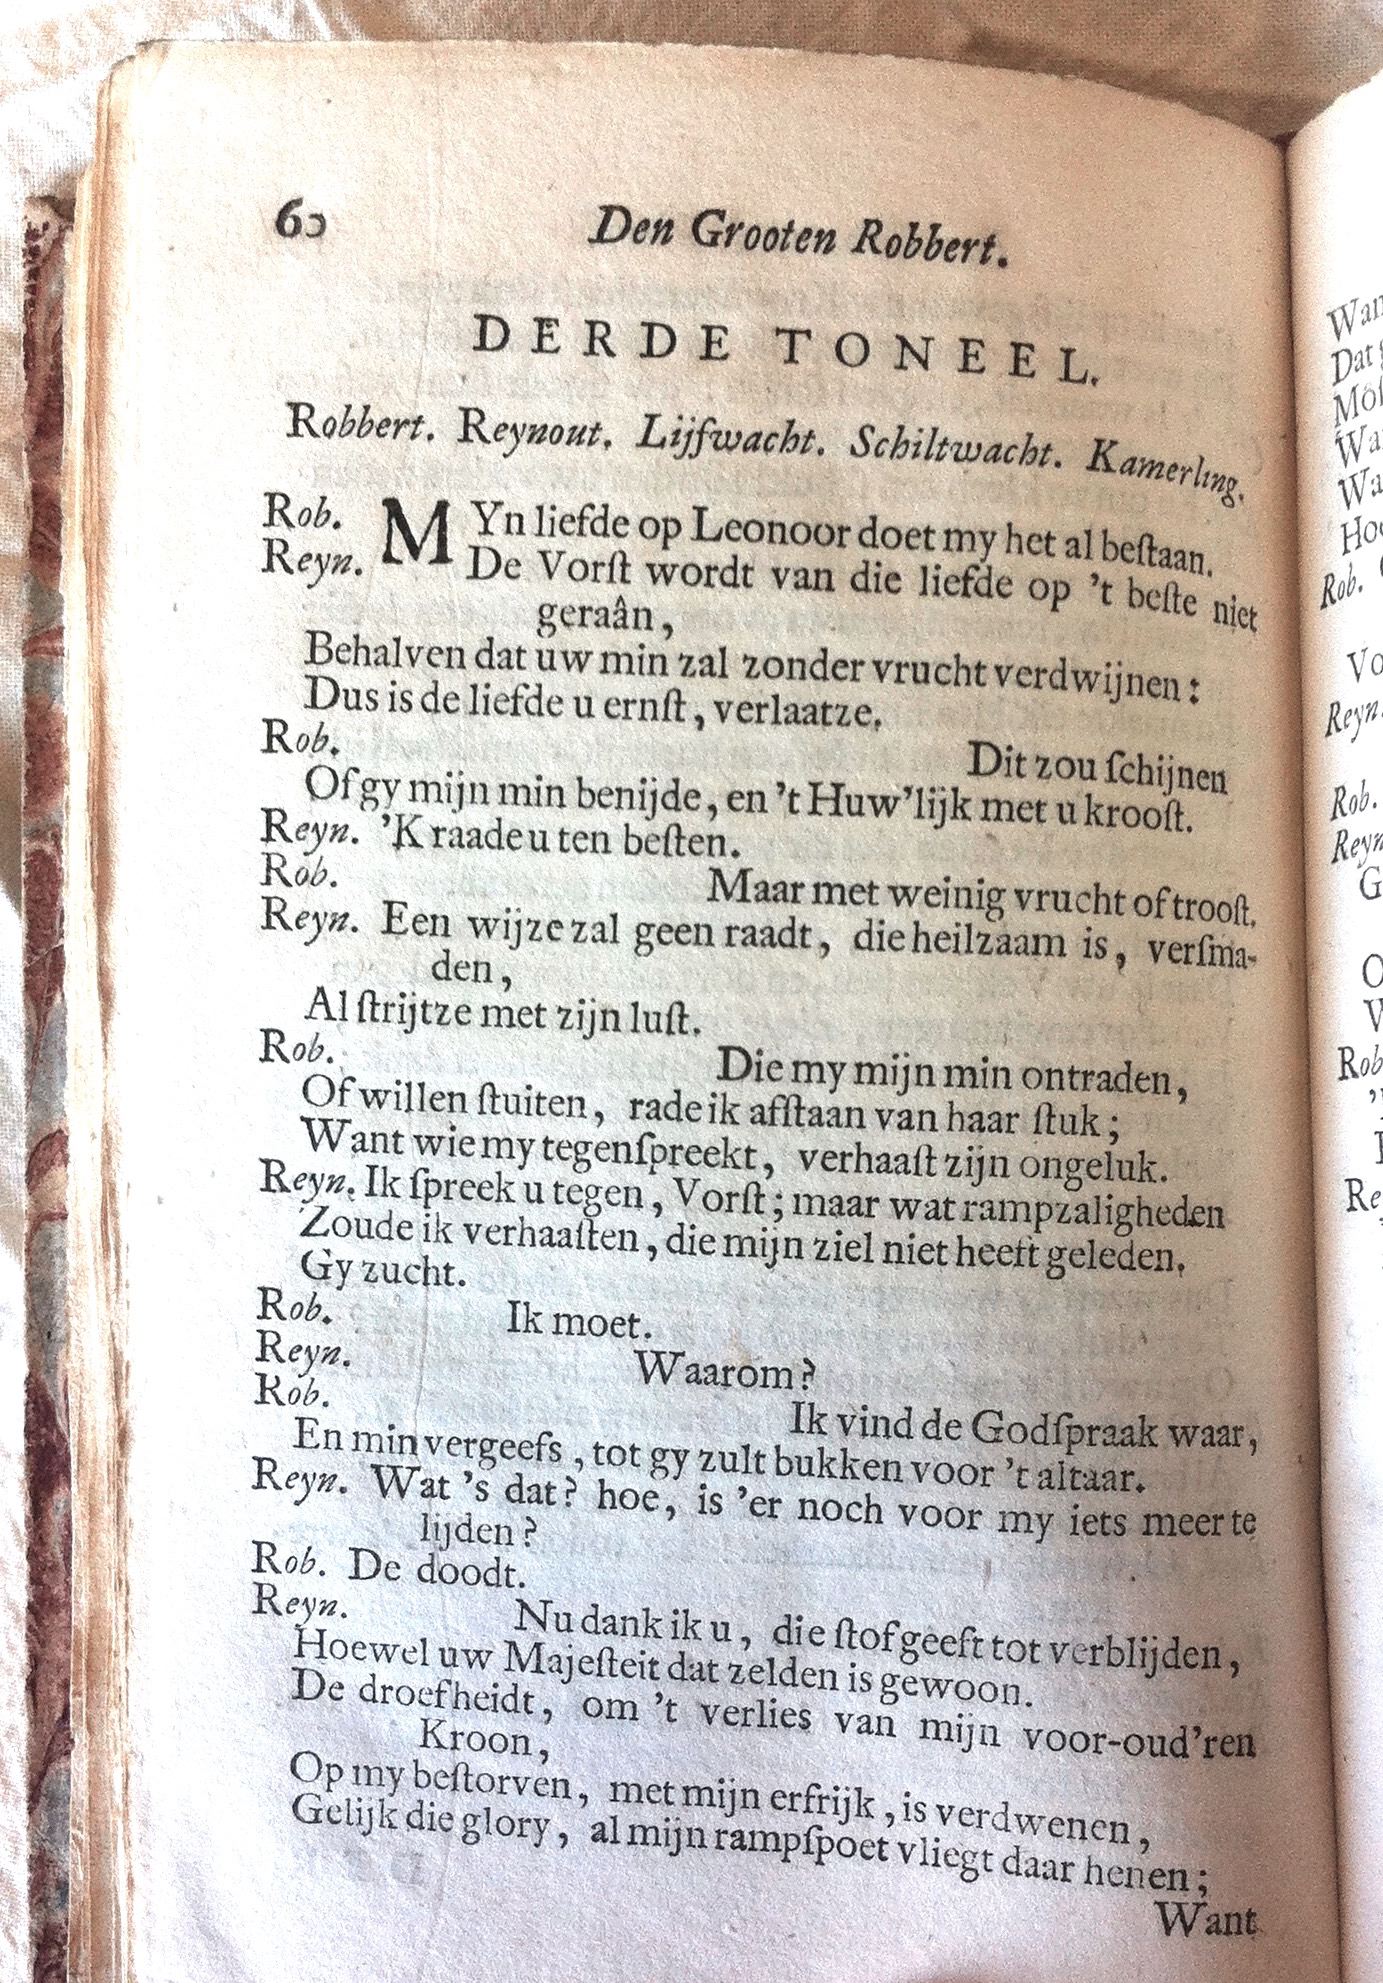 60 Den Grooten Robbert.
DERDE TONEEL.
Robbert. Reynout. Lijfwacht. Schiltwacht. Kamerling.
Rob. MYn liefde op Leonoor doet my het al beſtaan.
Reyn. De Vorſt wordt van die liefde op 't beſte niet
geraân,
Behalven dat uw min zal zonder vrucht verdwijnen:
Dus is de liefde u ernſt, verlaatze.
Rob. Dit zou ſchijnen
Of gy mijn min benijde, en 't Huw'lijk met u krooſt.
Reyn. 'K raade u ten beſten.
Rob. Maar met weinig vrucht of trooſt.
Reyn. Een wijze zal geen raadt, die heilzaam is, verſma-
den,
Al ſtrijtze met zijn luſt.
Rob. Die my mijn min ontraden,
Of willen ſtuiten, rade ik afſtaan van haar ſtuk;
Want wie my tegenſpreekt, verhaaſt zijn ongeluk.
Reyn. Ik ſpreek u tegen, Vorſt; maar wat rampzaligheden
Zoude ik verhaaſten, die mijn ziel niet heeft geleden.
Gy zucht.
Rob. Ik moet.
Reyn. Waarom?
Rob. Ik vind de Godſpraak waar,
En min vergeefs, tot gy zult bukken voor 't altaar.
Reyn. Wat 's dat? hoe, is 'er noch voor my iets meer te
lijden?
Rob. De doodt.
Reyn. Nu dank ik u, die ſtof geeft tot verblijden,
Hoewel uw Majeſteit dat zelden is gewoon.
De droefheidt, om 't verlies van mijn voor-oud'ren
Kroon,
Op my beſtorven, met mijn erfrijk, is verdwenen,
Gelijk die glory, al mijn rampſpoet vliegt daar henen;
Want
Dat
Rob.
Vo
Reyn.
Rob.
Reyn
G
O
Rob
Re